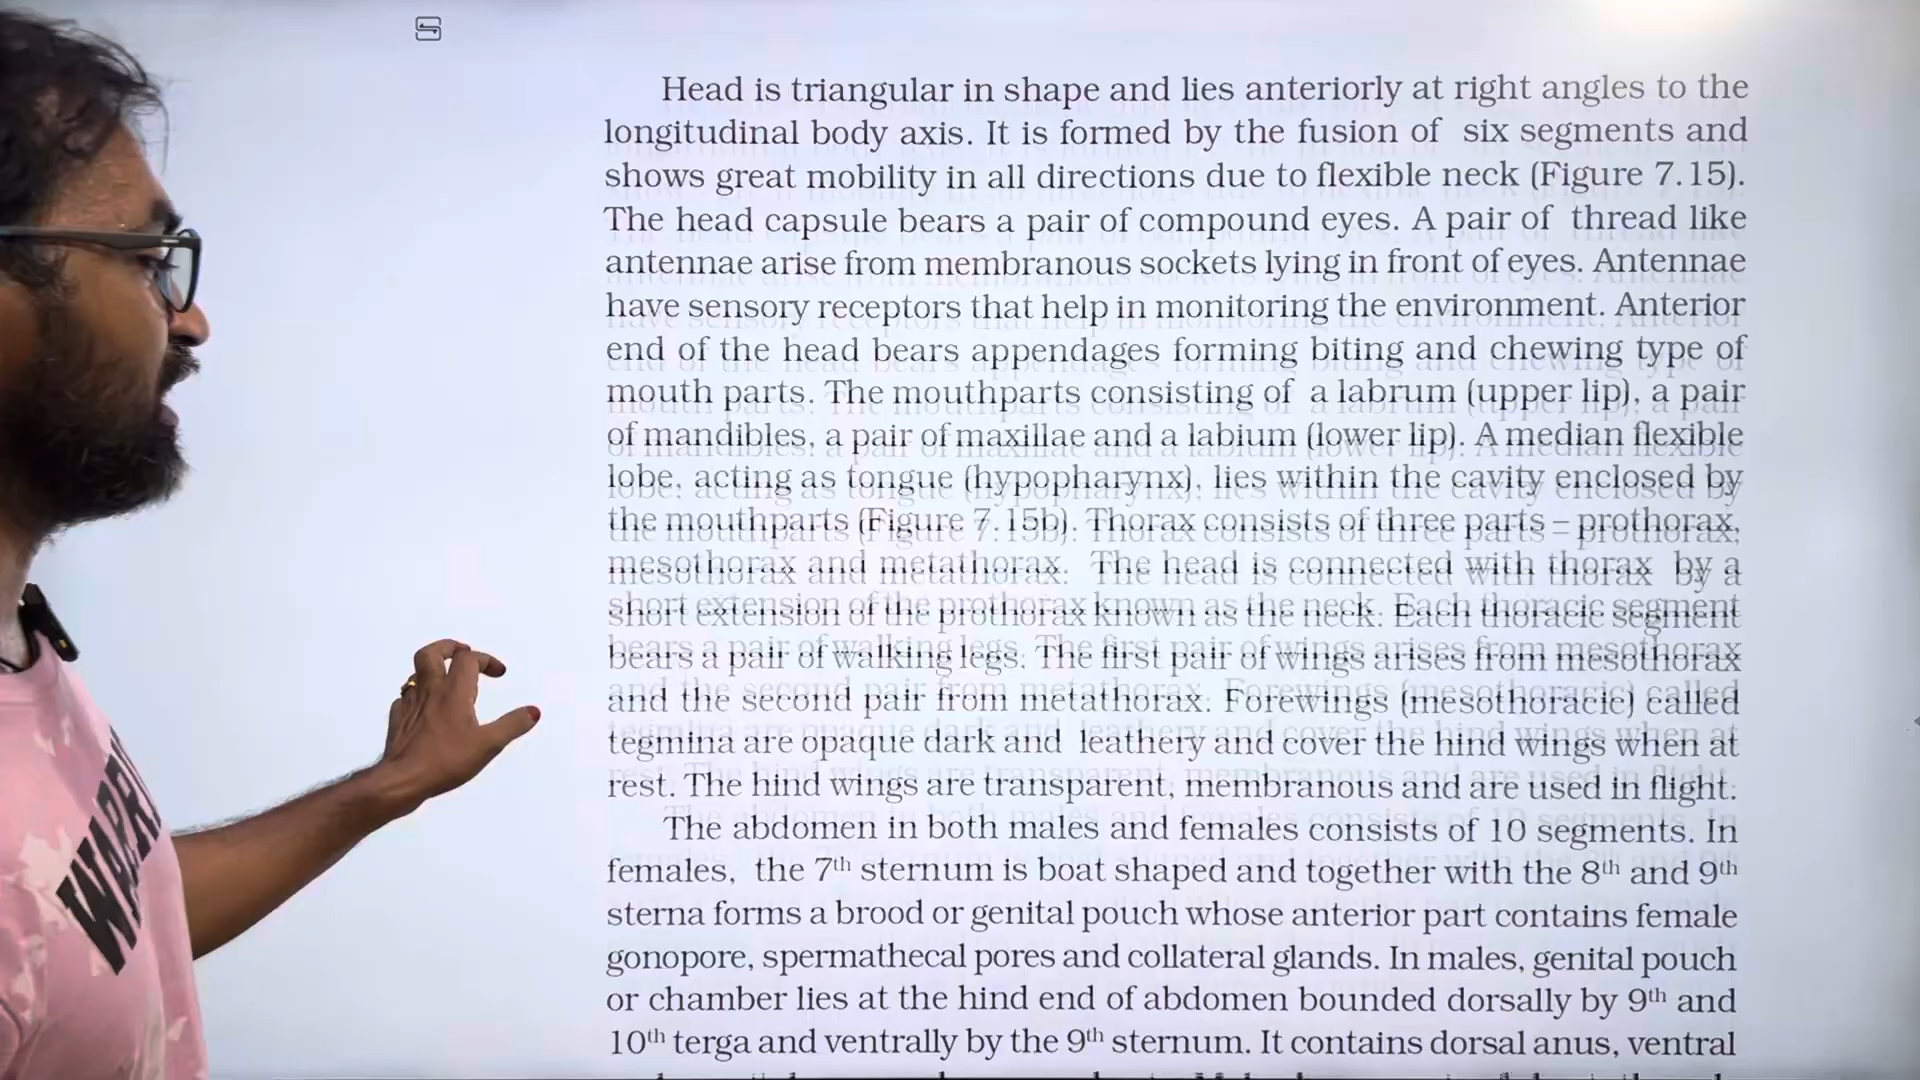 Head is triangular in shape and lies anteriorly at right angles to the
longitudinal body axis. It is formed by the fusion of six segments and
shows great mobility in all directions due to flexible neck (Figure 7.15).
The head capsule bears a pair of compound eyes. A pair of thread like
antennae arise from membranous sockets lying in front of eyes. Antennae
have sensory receptors that help in monitoring the environment. Anterior
end of the head bears appendages forming biting and chewing type of
mouth parts. The mouthparts consisting of a labrum (upper lip), a pair
of mandibles, a pair of maxillae and a labium (lower lip). A median flexible
lobe, acting as tongue (hypopharynx), lies within the cavity enclosed by
the mouthparts (Figure 7.15b). Thorax consists of three parts – prothorax,
mesothorax and metathorax. The head is connected with thorax by a
short extension of the prothorax known as the neck. Each thoracic segment
bears a pair of walking legs. The first pair of wings arises from mesothorax
and the second pair from metathorax. Forewings (mesothoracic) called
tegmina are opaque dark and leathery and cover the hind wings when at
rest. The hind wings are transparent, membranous and are used in flight.
The abdomen in both males and females consists of 10 segments. In
females, the 7th sternum is boat shaped and together with the 8th and 9th
sterna forms a brood or genital pouch whose anterior part contains female
gonopore, spermathecal pores and collateral glands. In males, genital pouch
or chamber lies at the hind end of abdomen bounded dorsally by 9th and
10th terga and ventrally by the 9th sternum. It contains dorsal anus, ventral